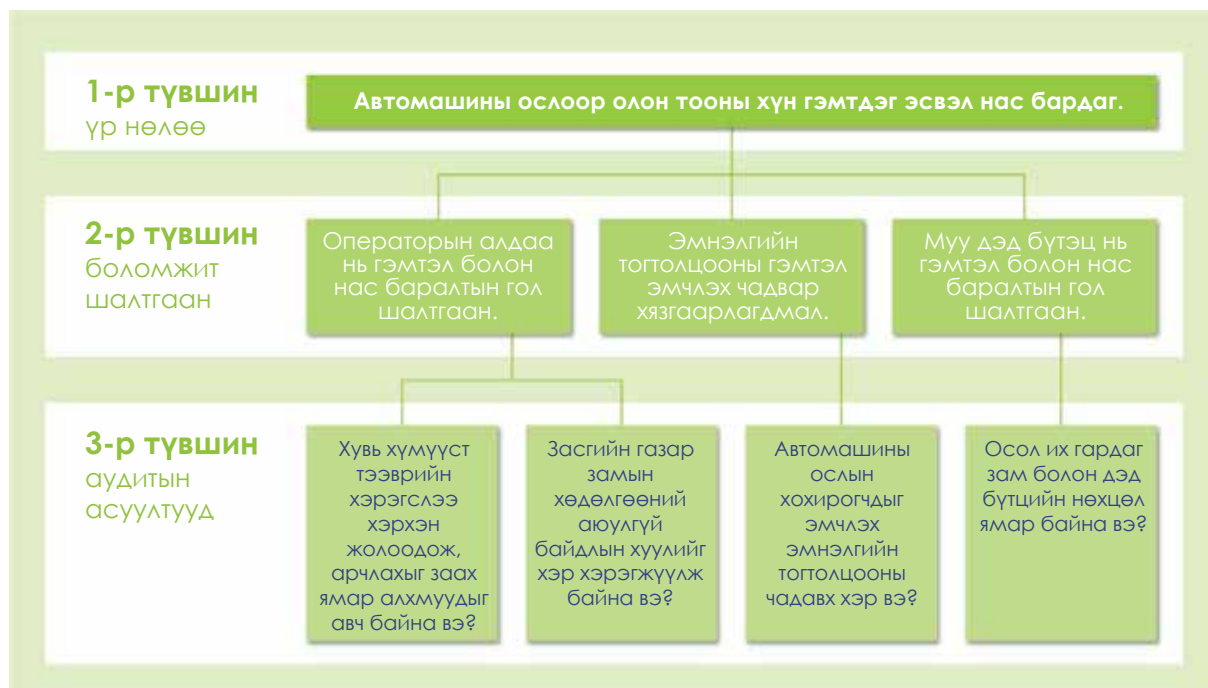 1-р түвшин
үр нөлөө
Автомашины ослоор олон тооны хүн гэмтдэг эсвэл нас бардаг.
2-р түвшин
боломжит
шалтгаан
Операторын алдаа
нь гэмтэл болон
нас баралтын гол
шалтгаан.
Эмнэлгийн
тогтолцооны гэмтэл
эмчлэх чадвар
хязгаарлагдмал.
Муу дэд бүтэц нь
гэмтэл болон нас
баралтын гол
шалтгаан.
3-р түвшин
аудитын
асуултууд
Хувь хүмүүст
тээврийн
хэрэгслээ
хэрхэн
жолоодож,
арчлахыг заах
ямар алхмуудыг
авч байна вэ?
Засгийн газар
замын
хөдөлгөөний
аюулгүй
байдлын хуулийг
хэр хэрэгжүүлж
байна вэ?
Автомашины
ослын
хохирогчдыг
эмчлэх
эмнэлгийн
тогтолцооны
чадавх хэр вэ?
Осол их гардаг
зам болон дэд
бүтцийн нөхцөл
ямар байна вэ?